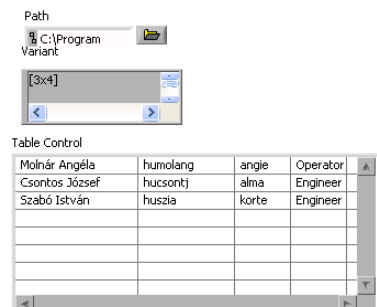 Path
C:\Program
Variant
[3x4]
Table Control
Molnár Angéla humolang angie Operator
Csontos József hucsontj alma Engineer
Szabó István huszia korte Engineer